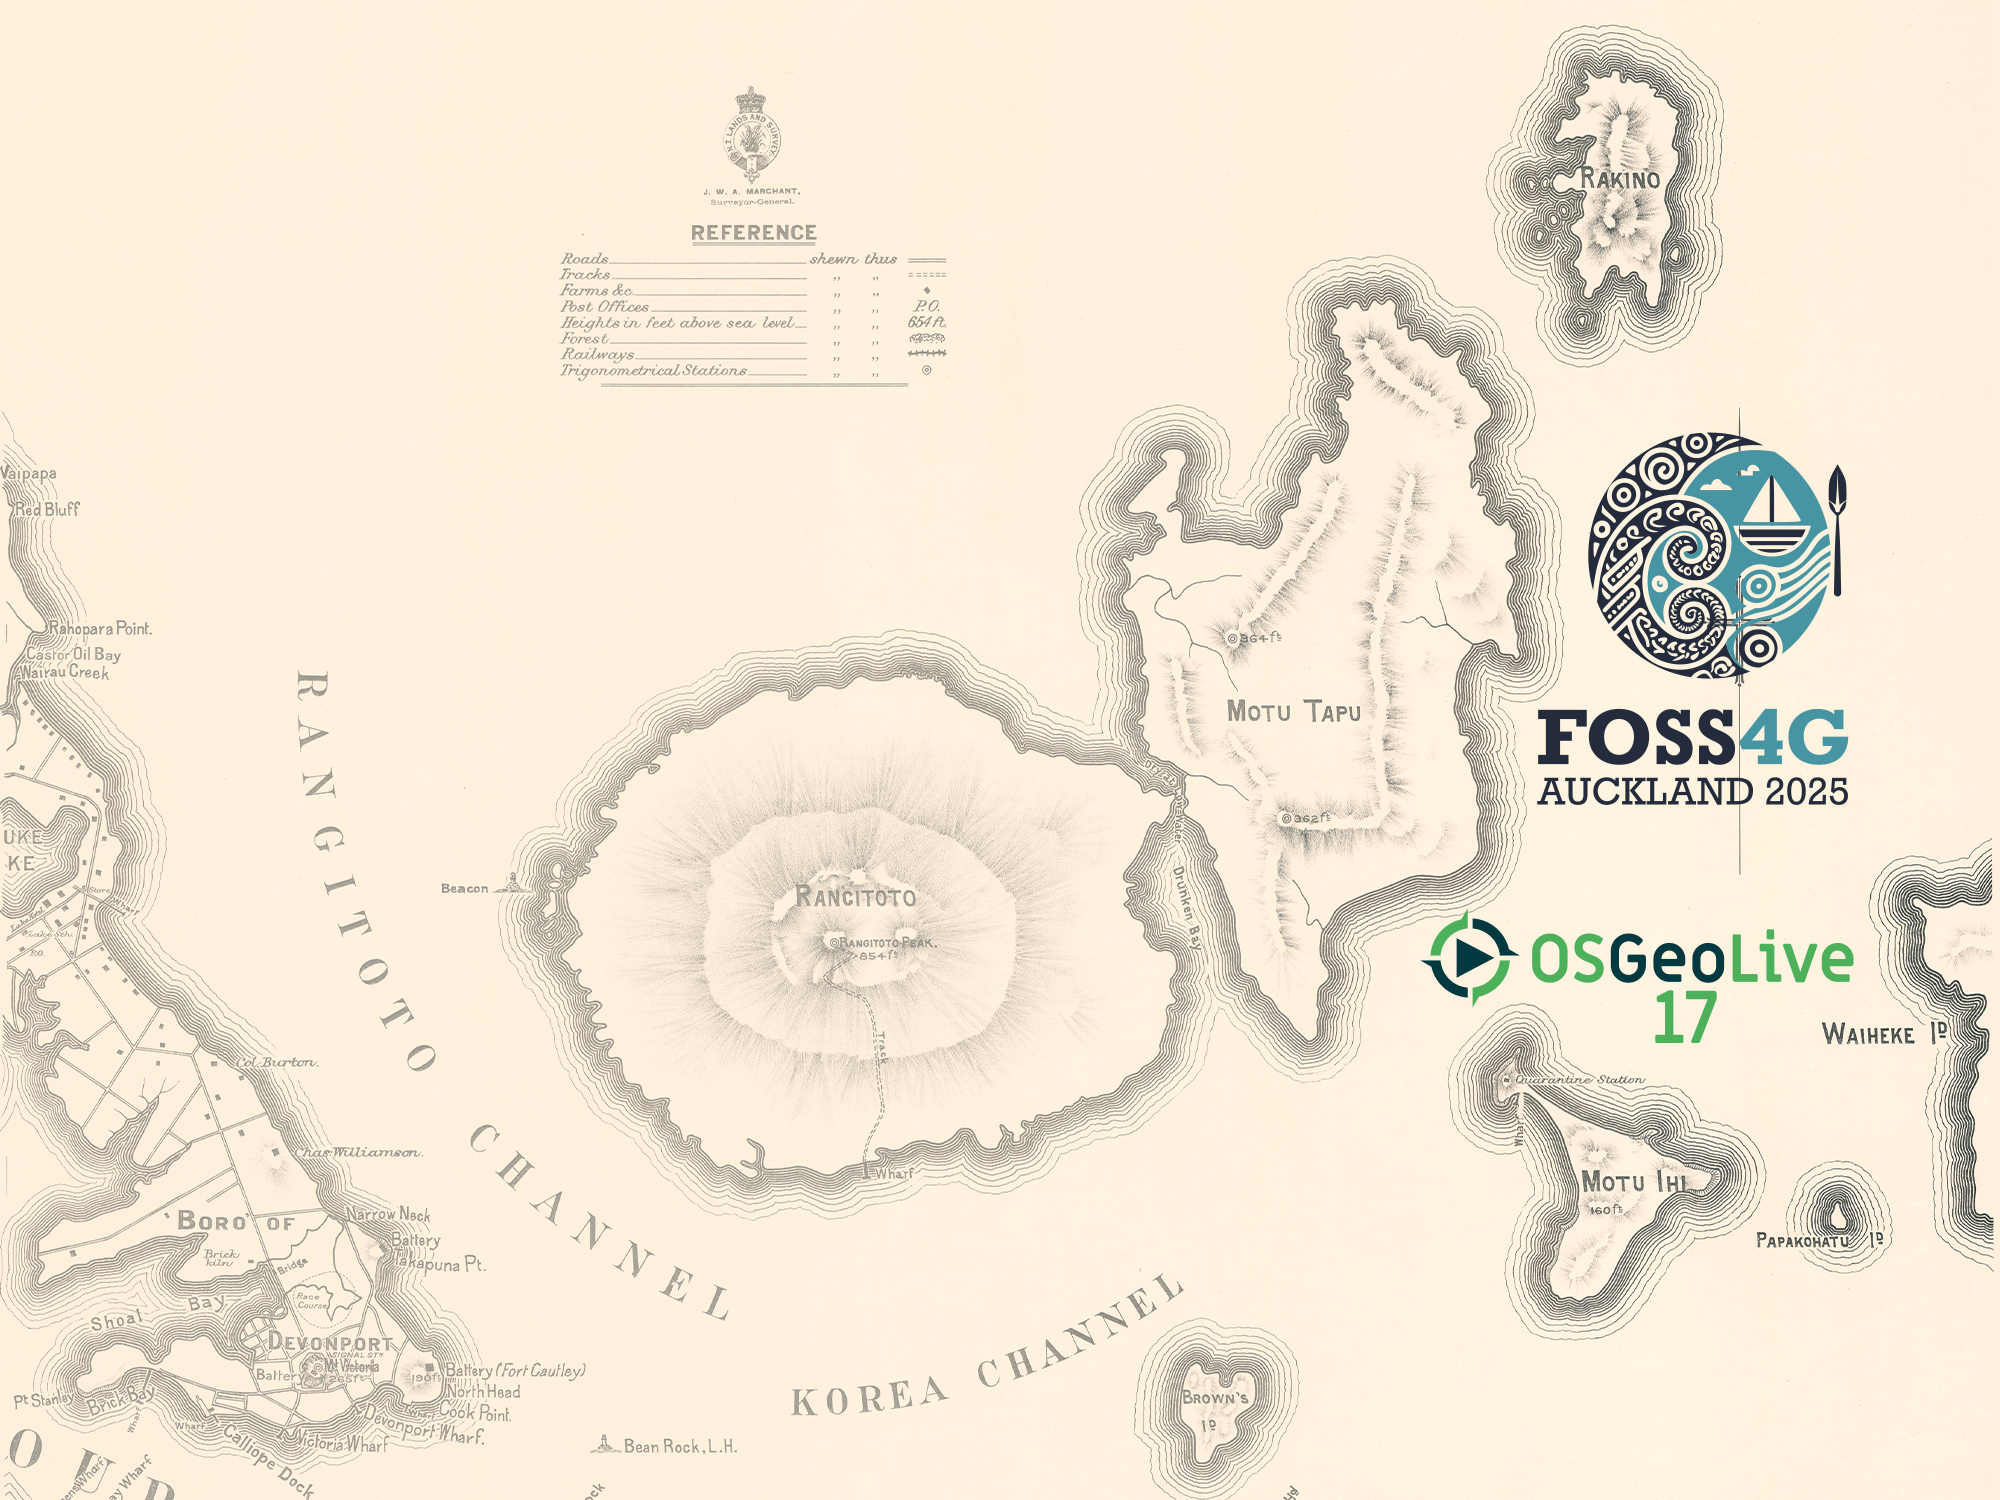 N Z LANDS AND SURVEY
J. W. A. MARCHANT,
Surveyor-General.
REFERENCE
Roads shewn thus
Tracks ,, ,,
Farms &c. ,, ,,
Post Offices ,, ,, P.O.
Heights in feet above sea level ,, ,, 654 ft.
Forest ,, ,,
Railways ,, ,,
Trigonometrical Stations ,, ,,
RAKINO
Vaipapa
Red Bluff
Rahopara Point.
Castor Oil Bay
Wairau Creek
RANGITOTO CHANNEL
364 ft
MOTU TAPU
FOSS4G
AUCKLAND 2025
362 ft
UKE
KE
Store
Wharf
Lake Sch.
P.O.
Beacon
RANGITOTO
RANGITOTO PEAK.
854 ft
Track
Wharf
Drunken Bay
OSGeoLive
17
WAIHEKE ID
Quarantine Station
Wharf
MOTU IHI
160 ft
PAPAKOHATU ID
Col. Burton.
Chas. Williamson.
BORO' OF
Narrow Neck
Battery
Takapuna Pt.
Brick
kiln
Bridge
Race
Course
Shoal Bay
DEVONPORT
SIGNAL STN
Mt Victoria
265 ft
Battery
190 ft
Battery (Fort Cautley)
North Head
Cook Point.
Devonport Wharf.
Wharf
Pt Stanley
Brick Bay
Wharf
Wharf
Victoria Wharf
Calliope Dock
KOREA CHANNEL
BROWN'S
ID
Bean Rock, L.H.
O U R
ay Wharf
ock